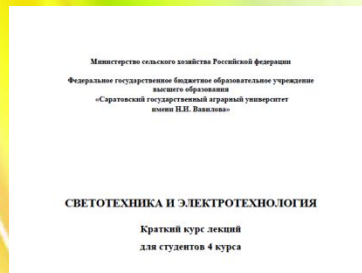 Министерство сельского хозяйства Российской федерации
Федеральное государственное бюджетное образовательное учреждение
высшего образования
«Саратовский государственный аграрный университет
имени Н.И. Вавилова»
СВЕТОТЕХНИКА И ЭЛЕКТРОТЕХНОЛОГИЯ
Краткий курс лекций
для студентов 4 курса